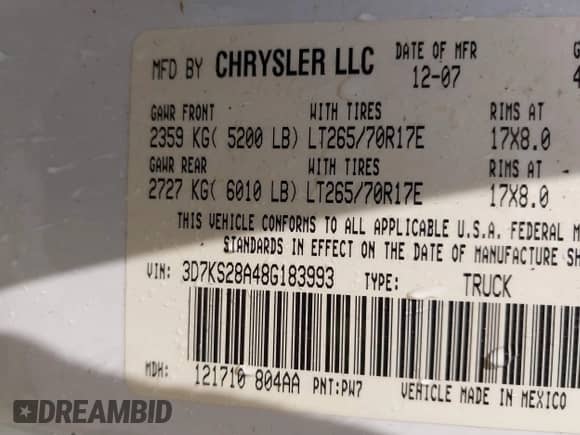 MFD BY CHRYSLER LLC DATE OF MFR G
12-07 4
GAWR FRONT WITH TIRES RIMS AT
2359 KG( 5200 LB) LT265/70R17E 17X8.0
GAWR REAR WITH TIRES RIMS AT
2727 KG( 6010 LB) LT265/70R17E 17X8.0
THIS VEHICLE CONFORMS TO ALL APPLICABLE U.S.A. FEDERAL M
STANDARDS IN EFFECT ON THE DATE OF MANUFACTURE SH
VIN: 3D7KS28A48G183993 TYPE: TRUCK
MDH: 121710 804AA PNT:PW7 VEHICLE MADE IN MEXICO
DREAMBID